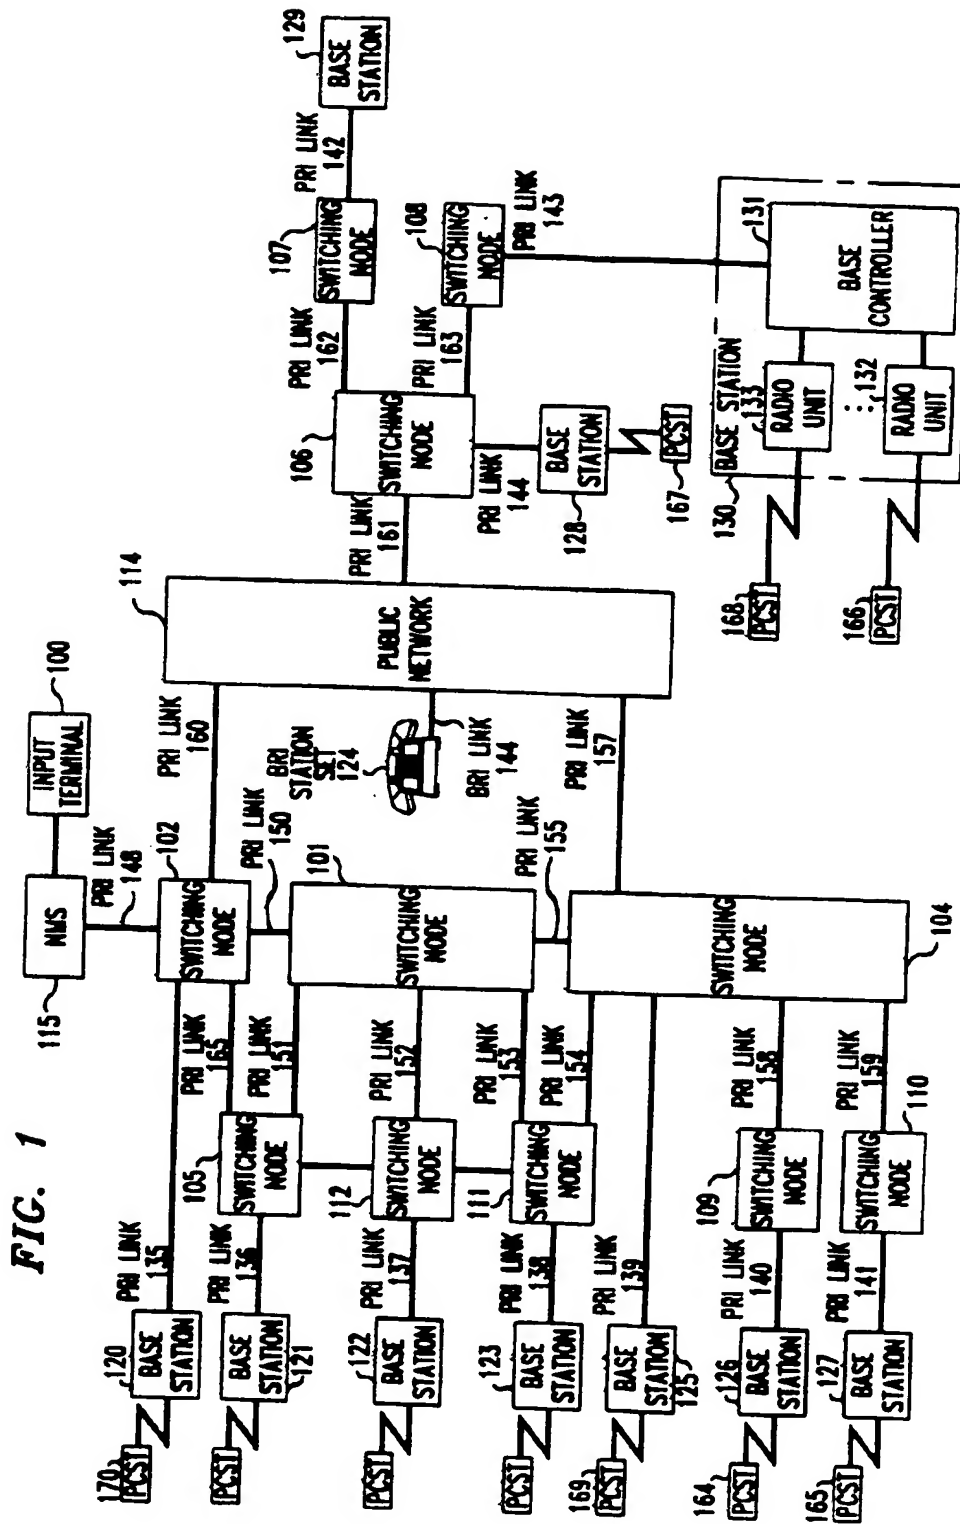 FIG. 1
115
NMS
INPUT
TERMINAL
100
PRI LINK
148
102
SWITCHING
NODE
PRI LINK
160
114
PUBLIC
NETWORK
PRI LINK
135
120
BASE
STATION
170
PCST
PRI LINK
165
PRI LINK
151
PRI LINK
150
101
SWITCHING
NODE
BRI
STATION
SET
124
BRI LINK
144
PRI LINK
157
PRI LINK
155
105
SWITCHING
NODE
PRI LINK
136
BASE
STATION
121
PCST
PRI LINK
152
112
SWITCHING
NODE
PRI LINK
137
122
BASE
STATION
PCST
PRI LINK
153
PRI LINK
154
111
SWITCHING
NODE
PRI LINK
138
123
BASE
STATION
PCST
PRI LINK
139
BASE
STATION
125
169
PCST
SWITCHING
NODE
104
PRI LINK
158
109
SWITCHING
NODE
PRI LINK
140
126
BASE
STATION
164
PCST
PRI LINK
159
110
SWITCHING
NODE
PRI LINK
141
127
BASE
STATION
165
PCST
PRI LINK
161
106
SWITCHING
NODE
PRI LINK
162
107
SWITCHING
NODE
PRI LINK
142
129
BASE
STATION
PRI LINK
163
108
SWITCHING
NODE
PRI LINK
143
PRI LINK
144
128
BASE
STATION
167
PCST
130
BASE STATION
131
BASE
CONTROLLER
133
RADIO
UNIT
132
RADIO
UNIT
168
PCST
166
PCST